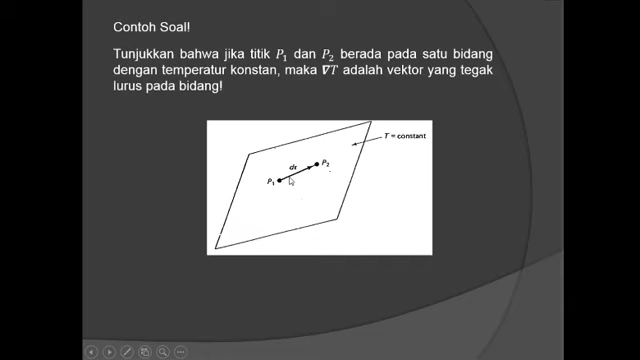 Contoh Soal!
Tunjukkan bahwa jika titik P₁ dan P₂ berada pada satu bidang
dengan temperatur konstan, maka ∇T adalah vektor yang tegak
lurus pada bidang!
T = constant
ds P₂
P₁